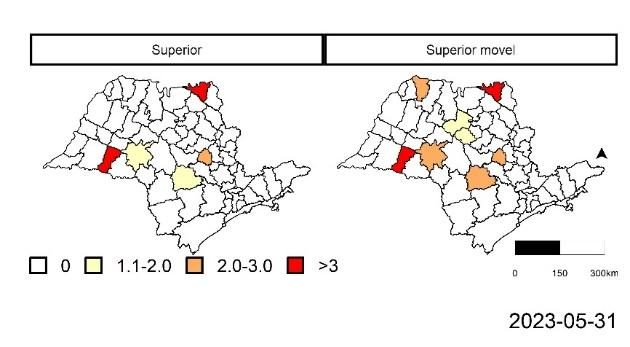 Superior
Superior movel
0 1.1-2.0 2.0-3.0 >3
0 150 300km
2023-05-31